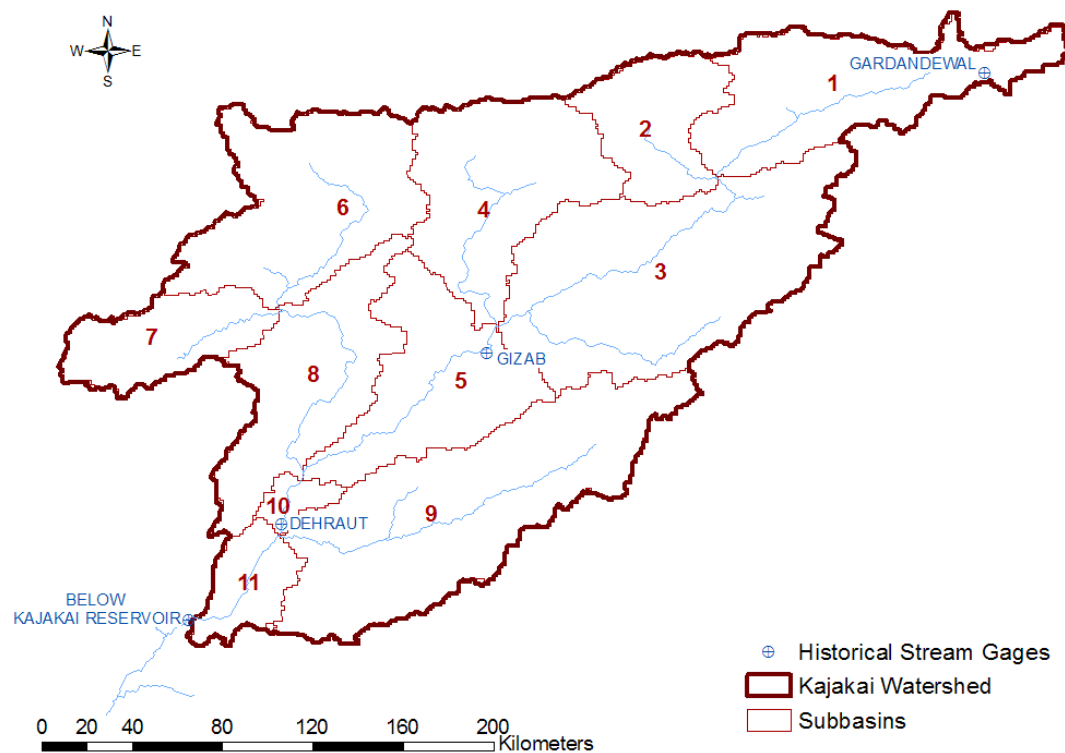 N
W E
S
GARDANDEWAL
1
2
6
4
3
7
8
GIZAB
5
10
DEHRAUT
9
11
BELOW
KAJAKAI RESERVOIR
Historical Stream Gages
Kajakai Watershed
Subbasins
0 20 40 80 120 160 200
Kilometers